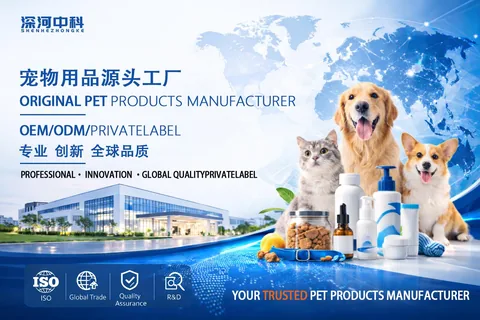 深河中科
SHENHEZHONGKE
宠物用品源头工厂
ORIGINAL PET PRODUCTS MANUFACTURER
OEM/ODM/PRIVATELABEL
专业 创新 全球品质
PROFESSIONAL · INNOVATION · GLOBAL QUALITYPRIVATELABEL
ISO
ISO
Global Trade
Quality Assurance
R&D
YOUR TRUSTED PET PRODUCTS MANUFACTURER